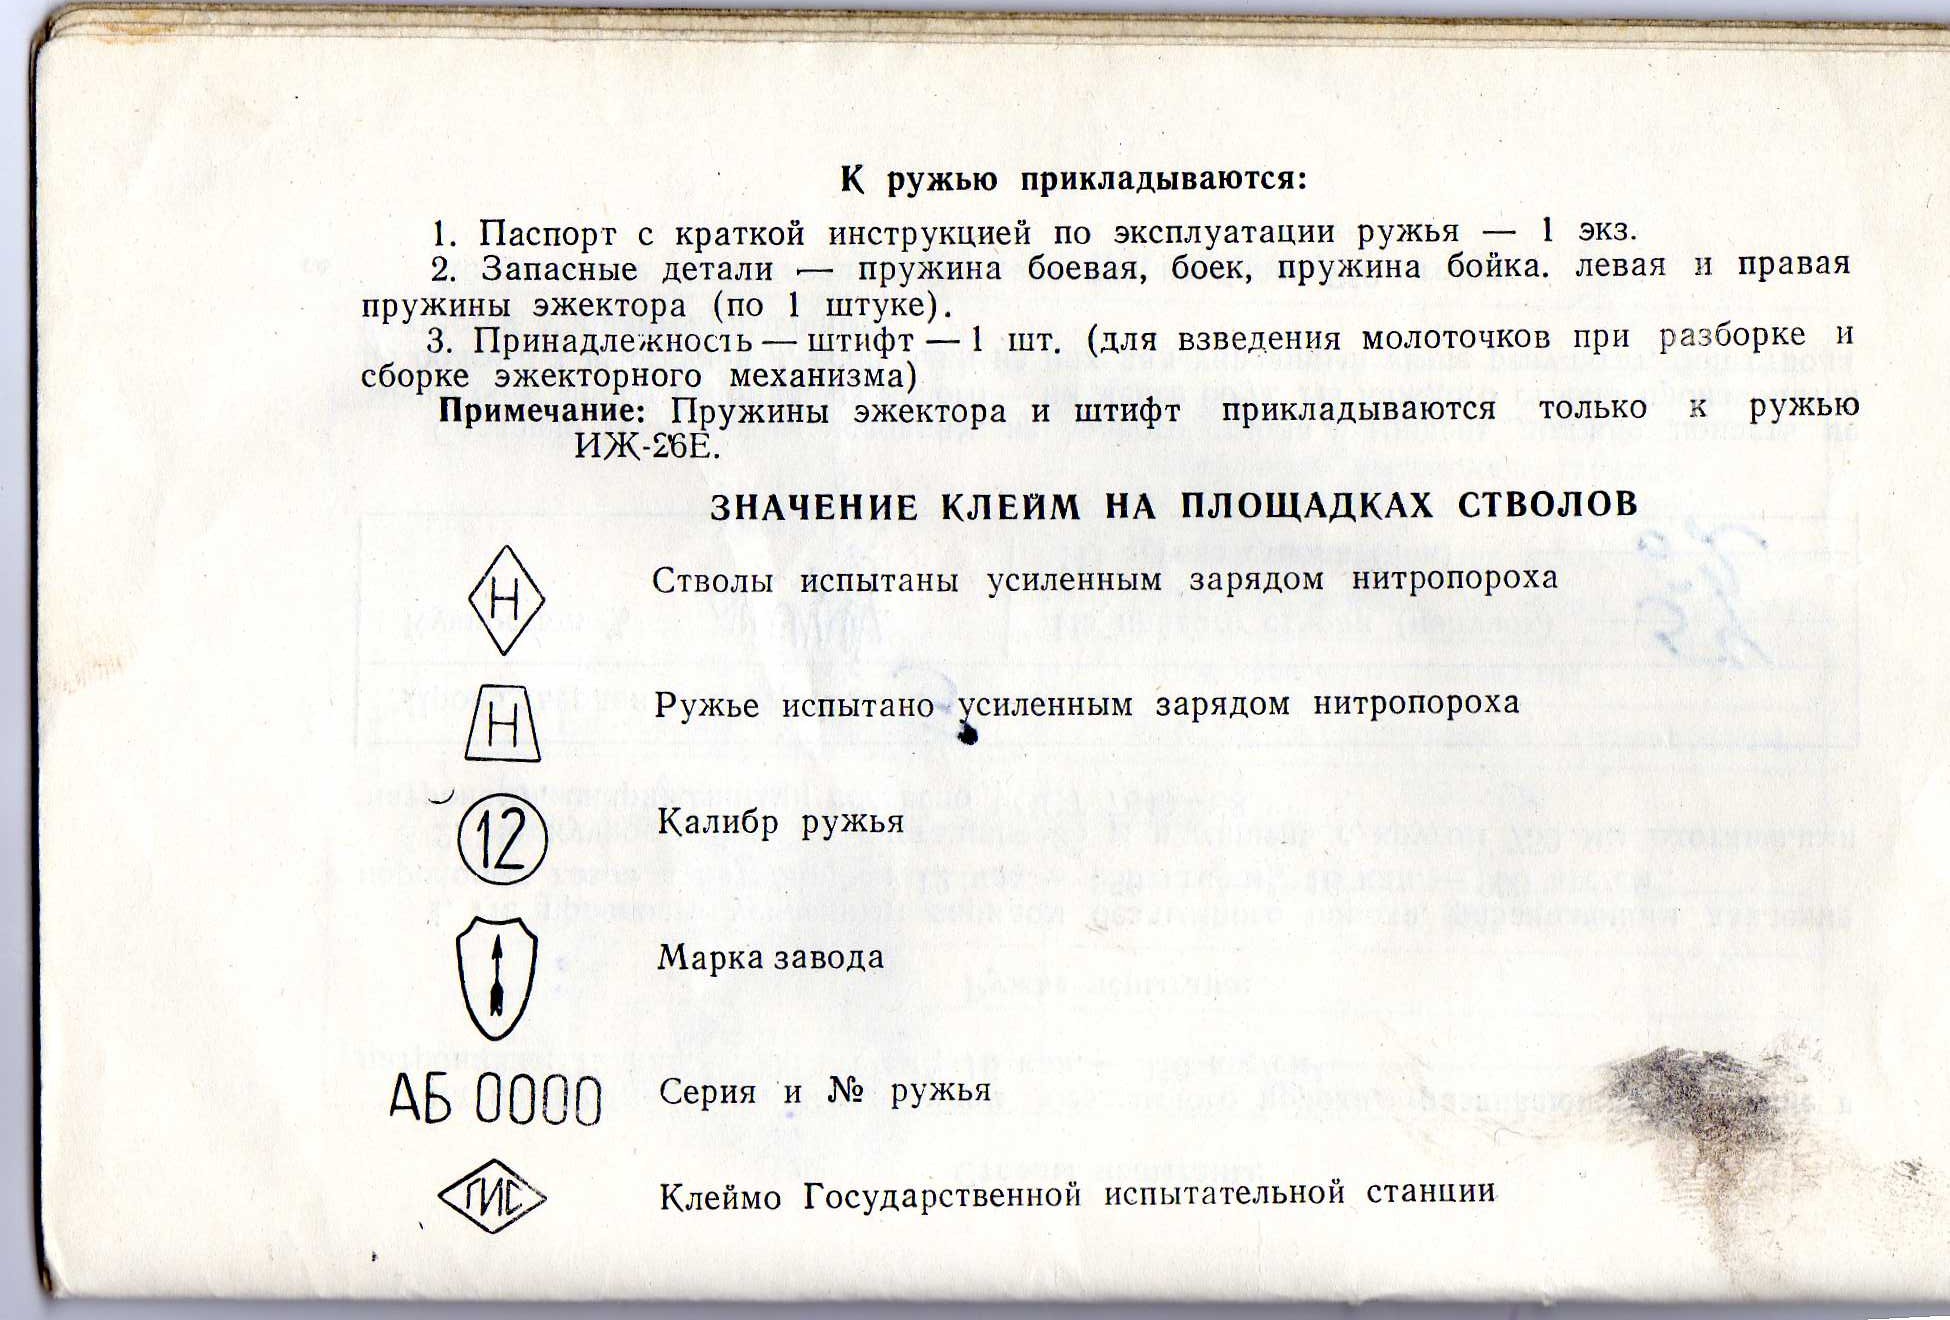 К ружью прикладываются:
1. Паспорт с краткой инструкцией по эксплуатации ружья — 1 экз.
2. Запасные детали — пружина боевая, боек, пружина бойка. левая и правая
пружины эжектора (по 1 штуке).
3. Принадлежность — штифт — 1 шт. (для взведения молоточков при разборке и
сборке эжекторного механизма)
Примечание: Пружины эжектора и штифт прикладываются только к ружью
ИЖ-26Е.
ЗНАЧЕНИЕ КЛЕЙМ НА ПЛОЩАДКАХ СТВОЛОВ
Н Стволы испытаны усиленным зарядом нитропороха
Н Ружье испытано усиленным зарядом нитропороха
12 Калибр ружья
Марка завода
АБ 0000 Серия и № ружья
ГИС Клеймо Государственной испытательной станции